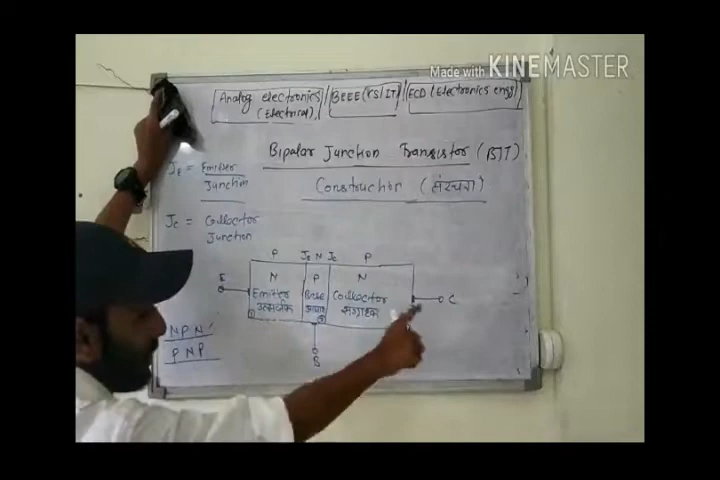 Made with KINEMASTER
Analog electronics (Electrical), / BEEE (CS/IT) / ECD (Electronics engg)
Bipolar Junction Transistor (BJT)
Construction (संरचना)
JE = Emitter
Junction
JC = Collector
Junction
P JE N JC P
N P N
E Emitter Base Collector C
उत्सर्जक आधार संग्राहक
B
NPN
PNP